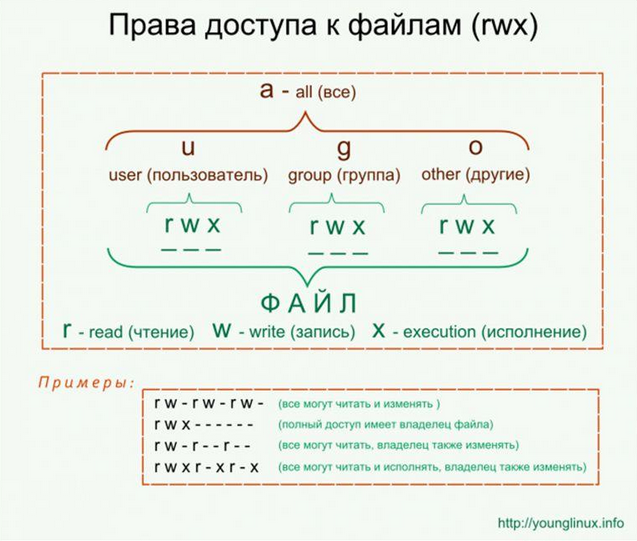 Права доступа к файлам (rwx)
a - all (все)
u g o
user (пользователь) group (группа) other (другие)
r w x r w x r w x
_ _ _ _ _ _ _ _ _
ФАЙЛ
r - read (чтение) w - write (запись) x - execution (исполнение)
Примеры:
rw-rw-rw- (все могут читать и изменять )
rwx------ (полный доступ имеет владелец файла)
rw-r--r-- (все могут читать, владелец также изменять)
rwxr-xr-x (все могут читать и исполнять, владелец также изменять)
http://younglinux.info